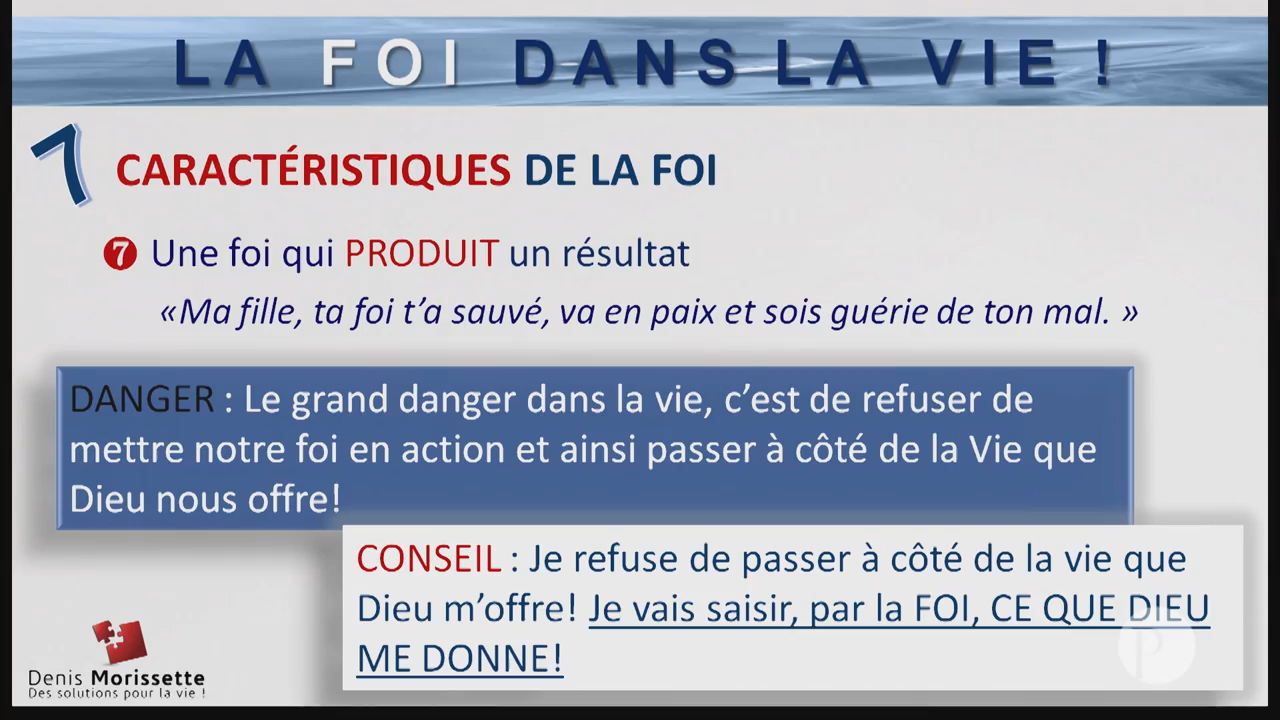 LA FOI DANS LA VIE !
7 CARACTÉRISTIQUES DE LA FOI
7 Une foi qui PRODUIT un résultat
«Ma fille, ta foi t’a sauvé, va en paix et sois guérie de ton mal. »
DANGER : Le grand danger dans la vie, c’est de refuser de
mettre notre foi en action et ainsi passer à côté de la Vie que
Dieu nous offre!
CONSEIL : Je refuse de passer à côté de la vie que
Dieu m’offre! Je vais saisir, par la FOI, CE QUE DIEU
ME DONNE!
Denis Morissette
Des solutions pour la vie !